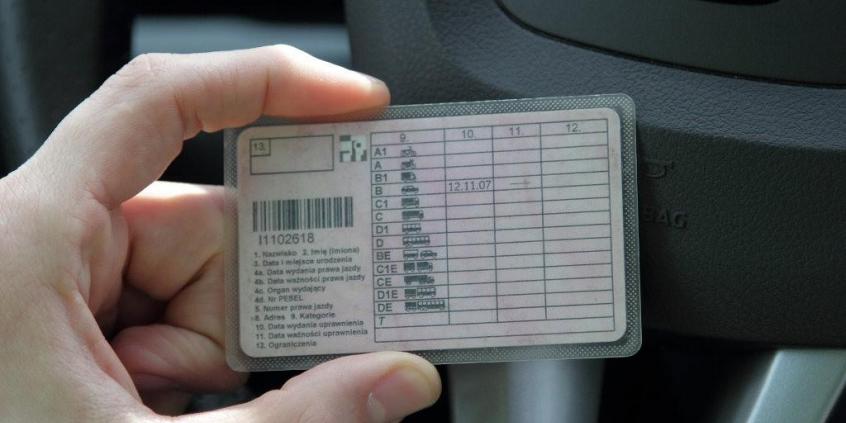 13.
I1102618
1. Nazwisko 2. Imię (imiona)
3. Data i miejsce urodzenia
4a. Data wydania prawa jazdy
4b. Data ważności prawa jazdy
4c. Organ wydający
4d. Nr PESEL
5. Numer prawa jazdy
8. Adres 9. Kategorie
10. Data wydania uprawnienia
11. Data ważności uprawnienia
12. Ograniczenia
9. 10. 11. 12.
A1
A
B1
B 12.11.07 —
C1
C
D1
D
BE
C1E
CE
D1E
DE
T
BAG